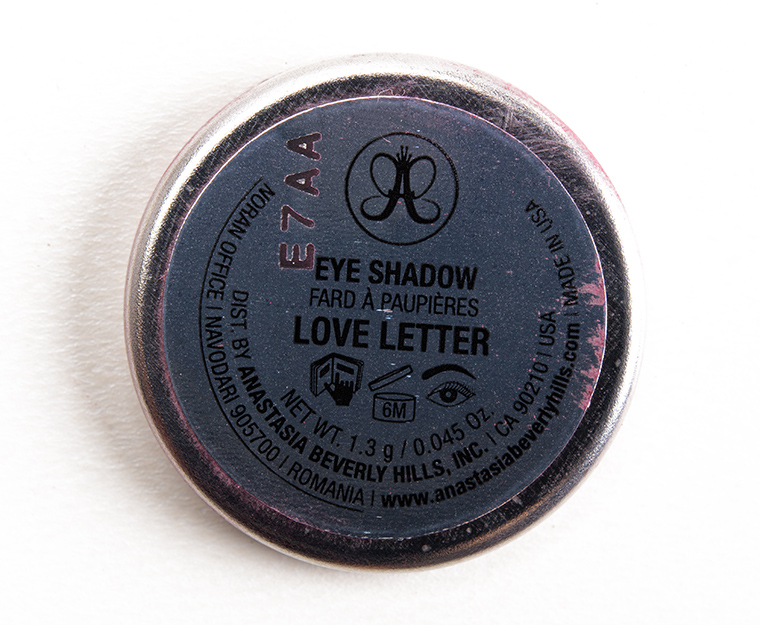 E7AA
EYE SHADOW
FARD À PAUPIÈRES
LOVE LETTER
6M
NET WT. 1.3 g / 0.045 Oz.
DIST. BY ANASTASIA BEVERLY HILLS, INC. | CA 90210 | USA
NORAN OFFICE | NAVODARI 905700 | ROMANIA | www.anastasiabeverlyhills.com | MADE IN USA